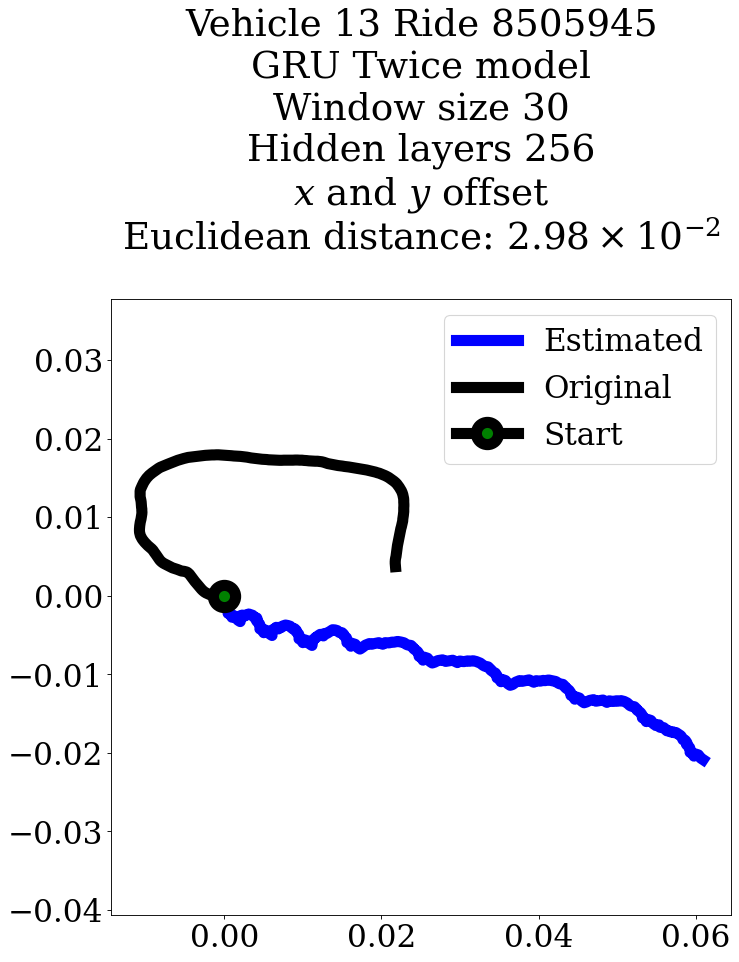 Vehicle 13 Ride 8505945
GRU Twice model
Window size 30
Hidden layers 256
x and y offset
Euclidean distance: 2.98 × 10⁻²
Estimated
Original
Start
0.03
0.02
0.01
0.00
−0.01
−0.02
−0.03
−0.04
0.00 0.02 0.04 0.06